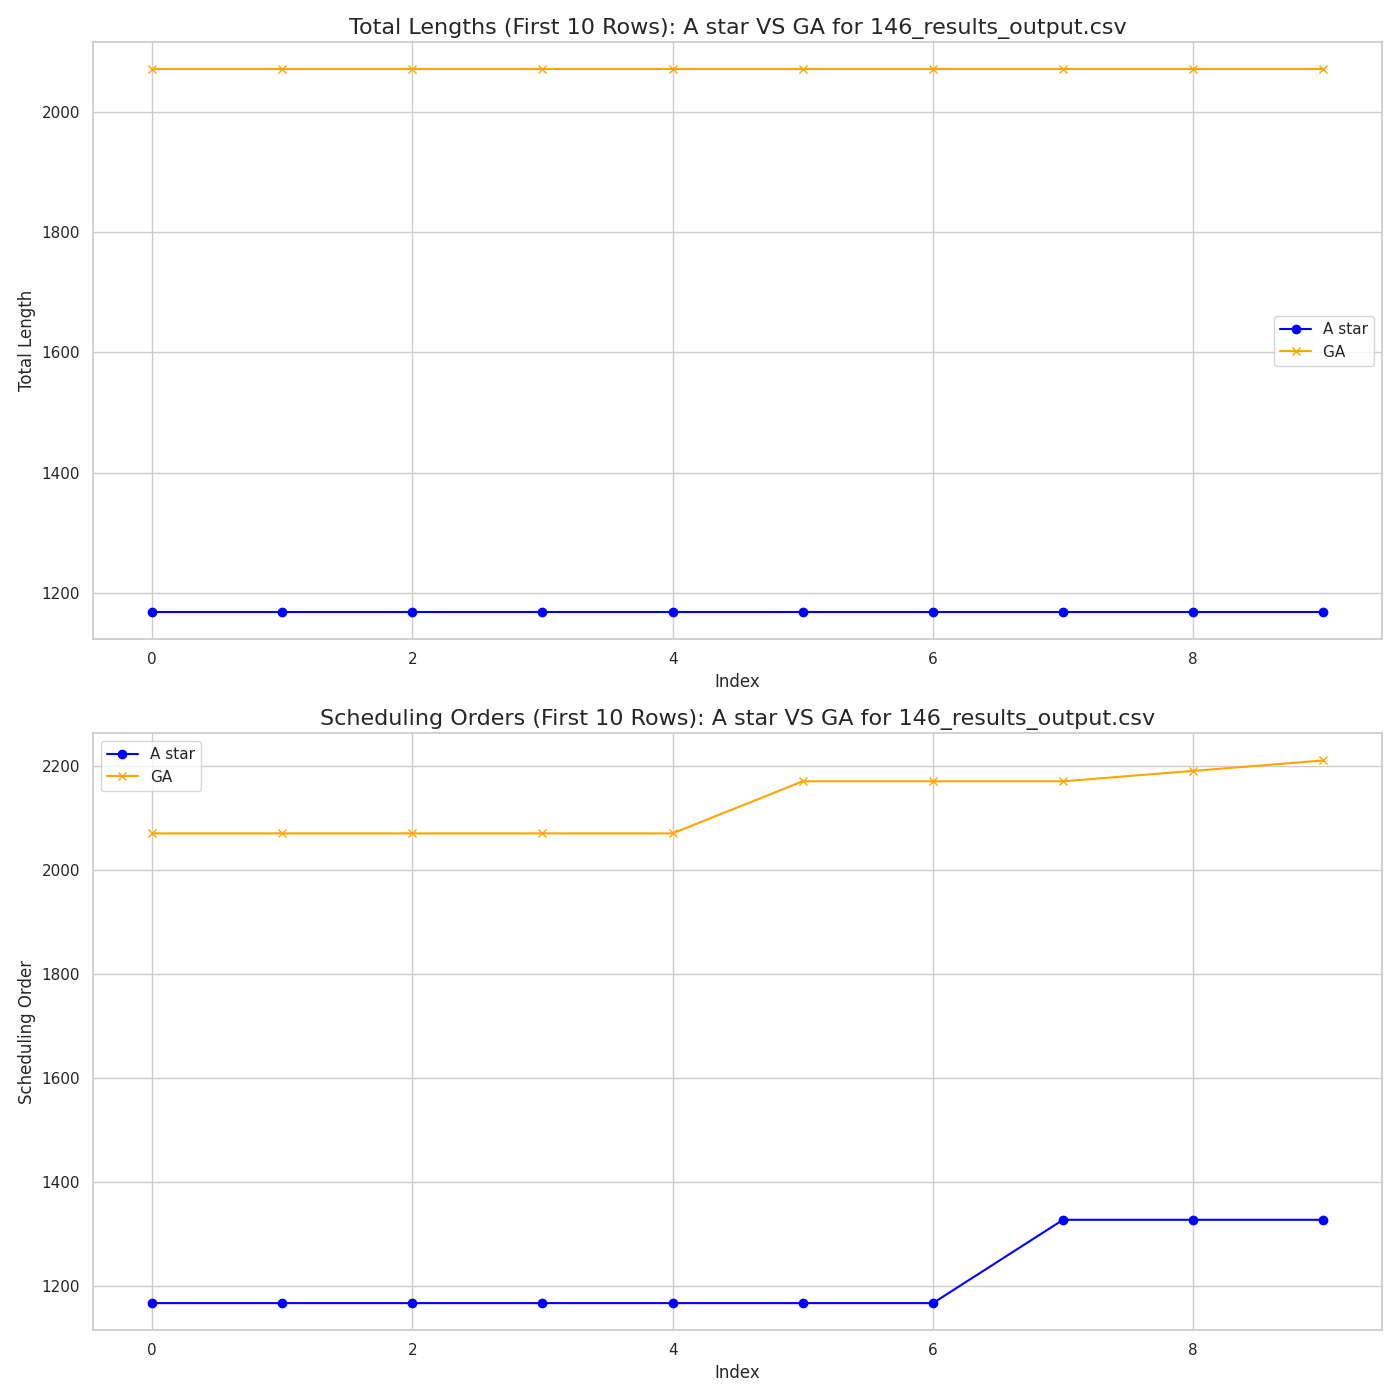 Total Lengths (First 10 Rows): A star VS GA for 146_results_output.csv
2000
1800
1600
1400
1200
Total Length
A star
GA
0 2 4 6 8
Index
Scheduling Orders (First 10 Rows): A star VS GA for 146_results_output.csv
A star
GA
2200
2000
1800
1600
1400
1200
Scheduling Order
0 2 4 6 8
Index